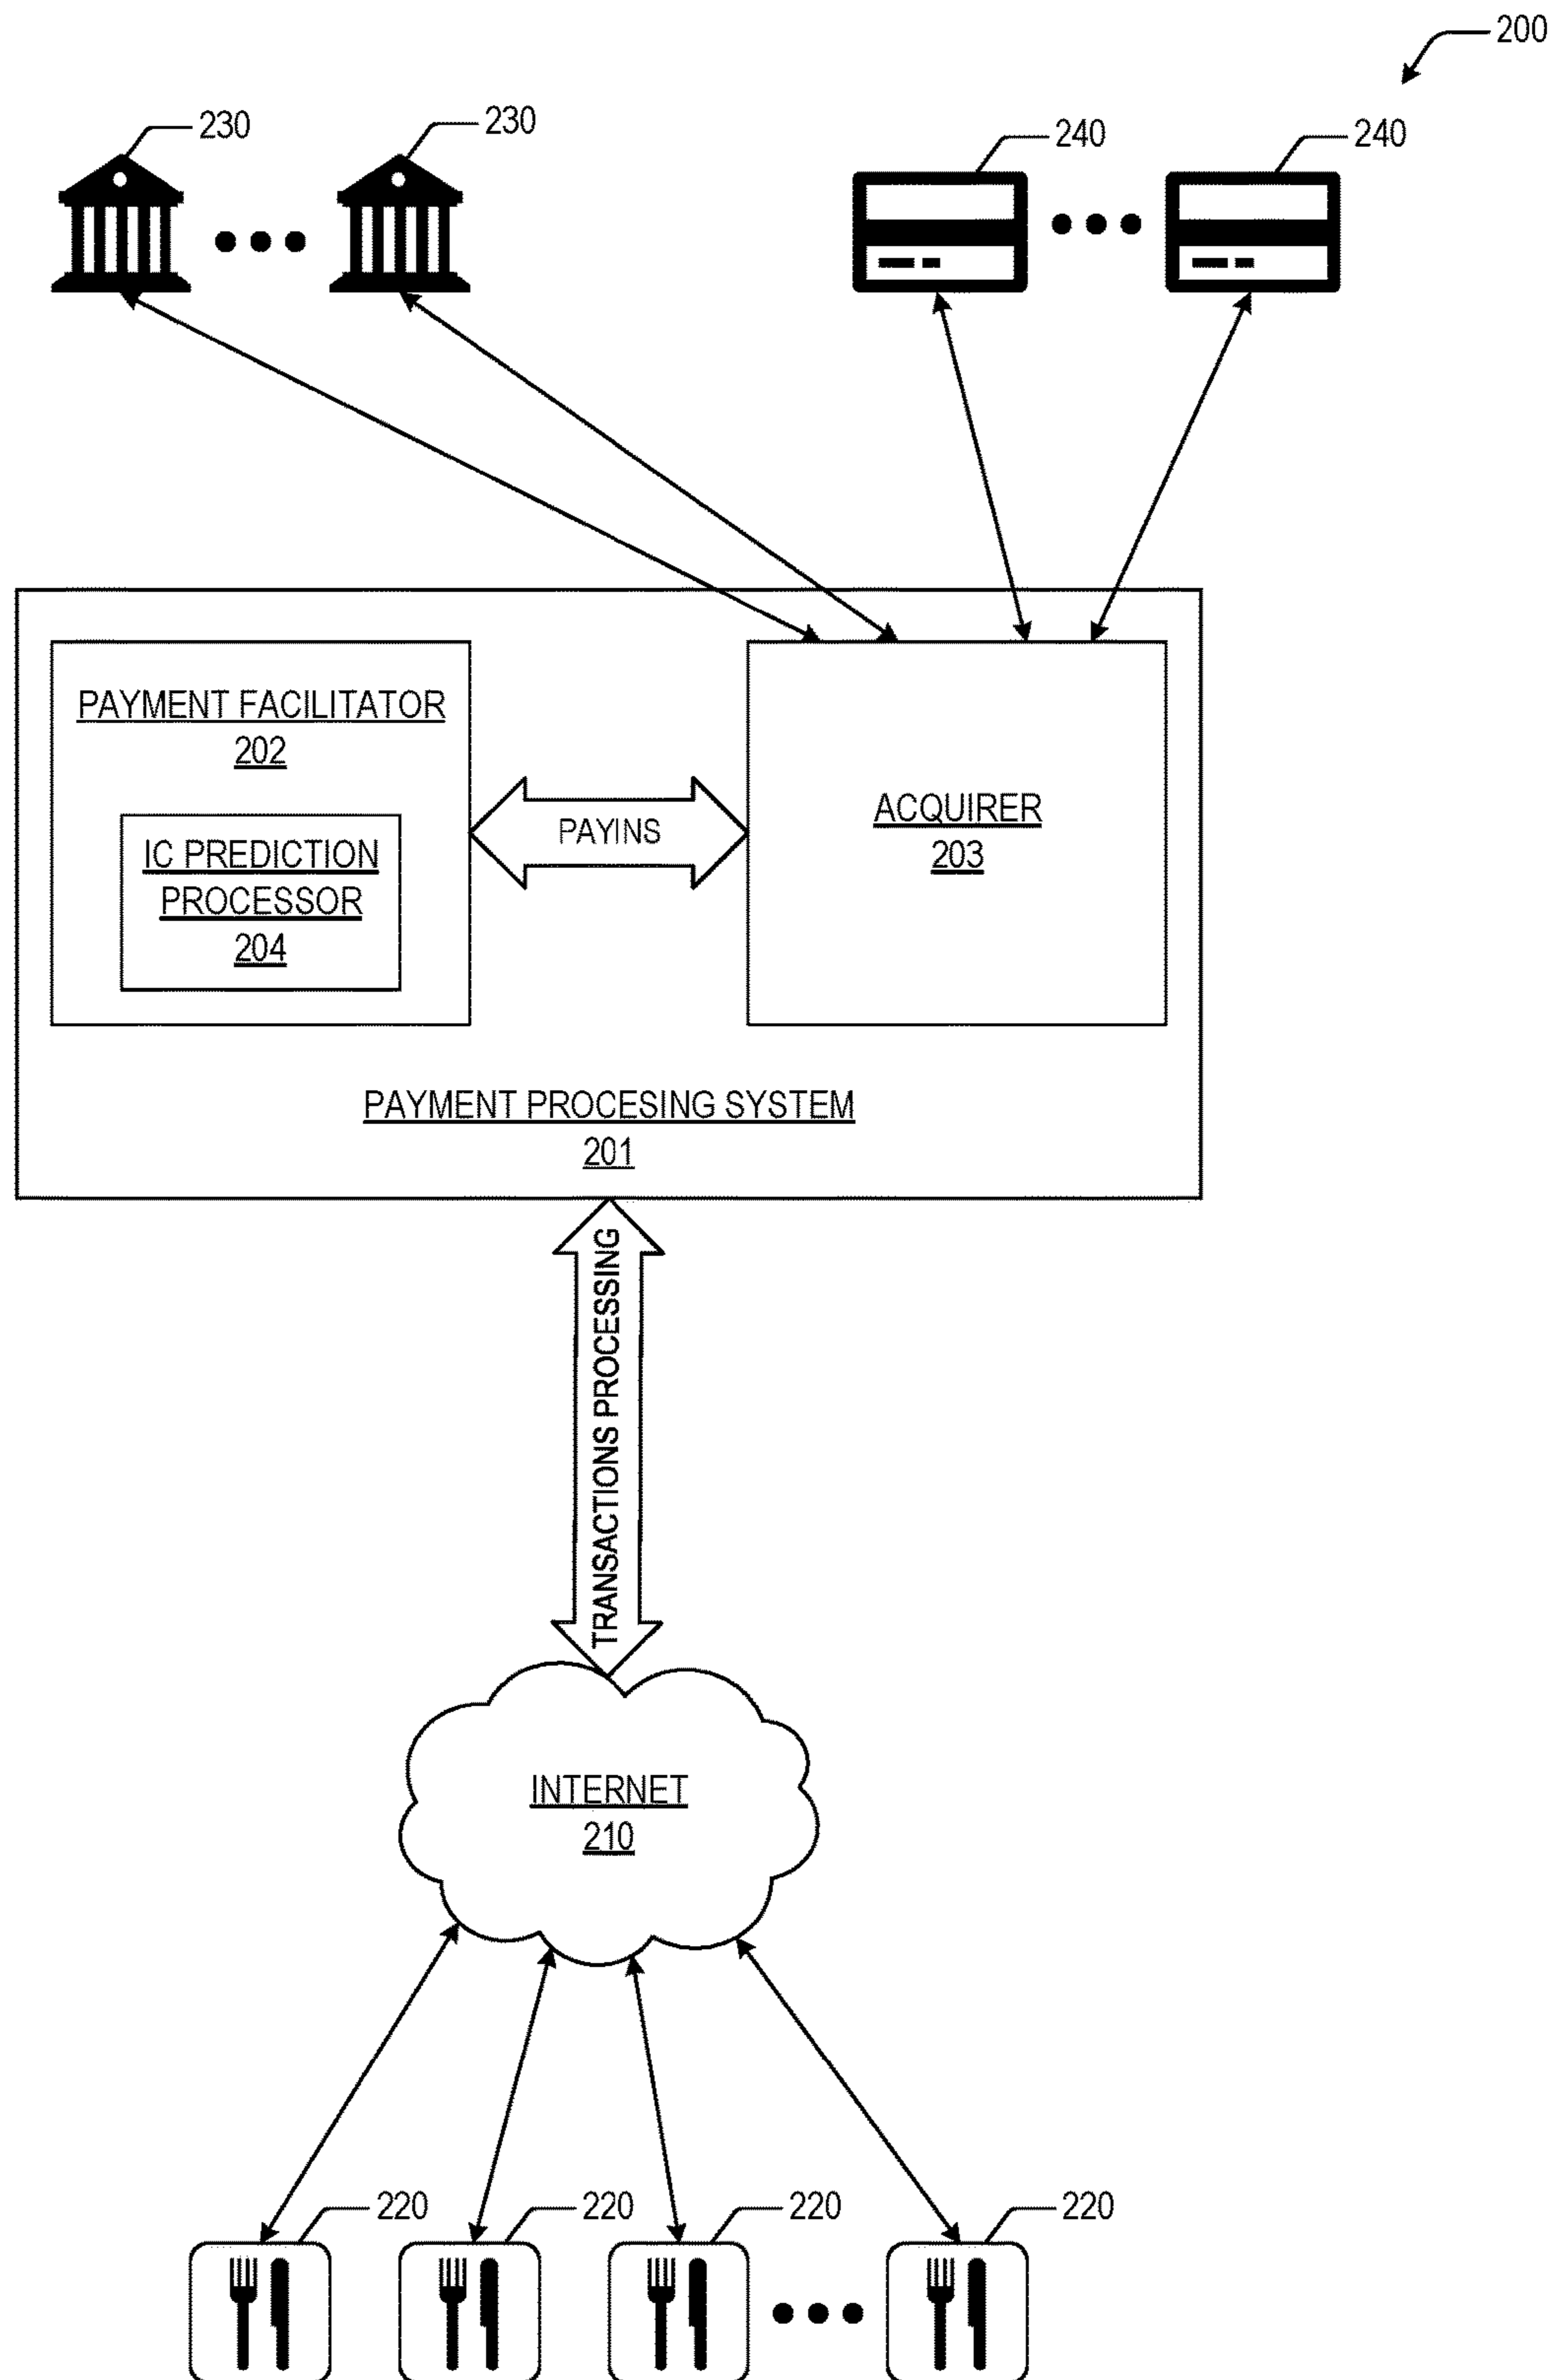 200
230
230
240
240
PAYMENT FACILITATOR
202
IC PREDICTION
PROCESSOR
204
PAYINS
ACQUIRER
203
PAYMENT PROCESING SYSTEM
201
TRANSACTIONS PROCESSING
INTERNET
210
220
220
220
220